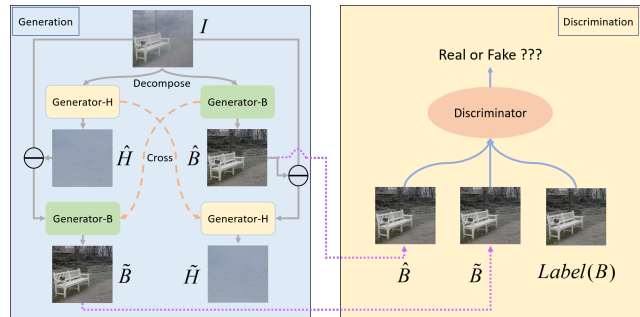 Generation
I
Decompose
Generator-H
Generator-B
Ĥ
B̂
Cross
Generator-B
Generator-H
B̃
H̃
Discrimination
Real or Fake ???
Discriminator
B̂
B̃
Label(B)